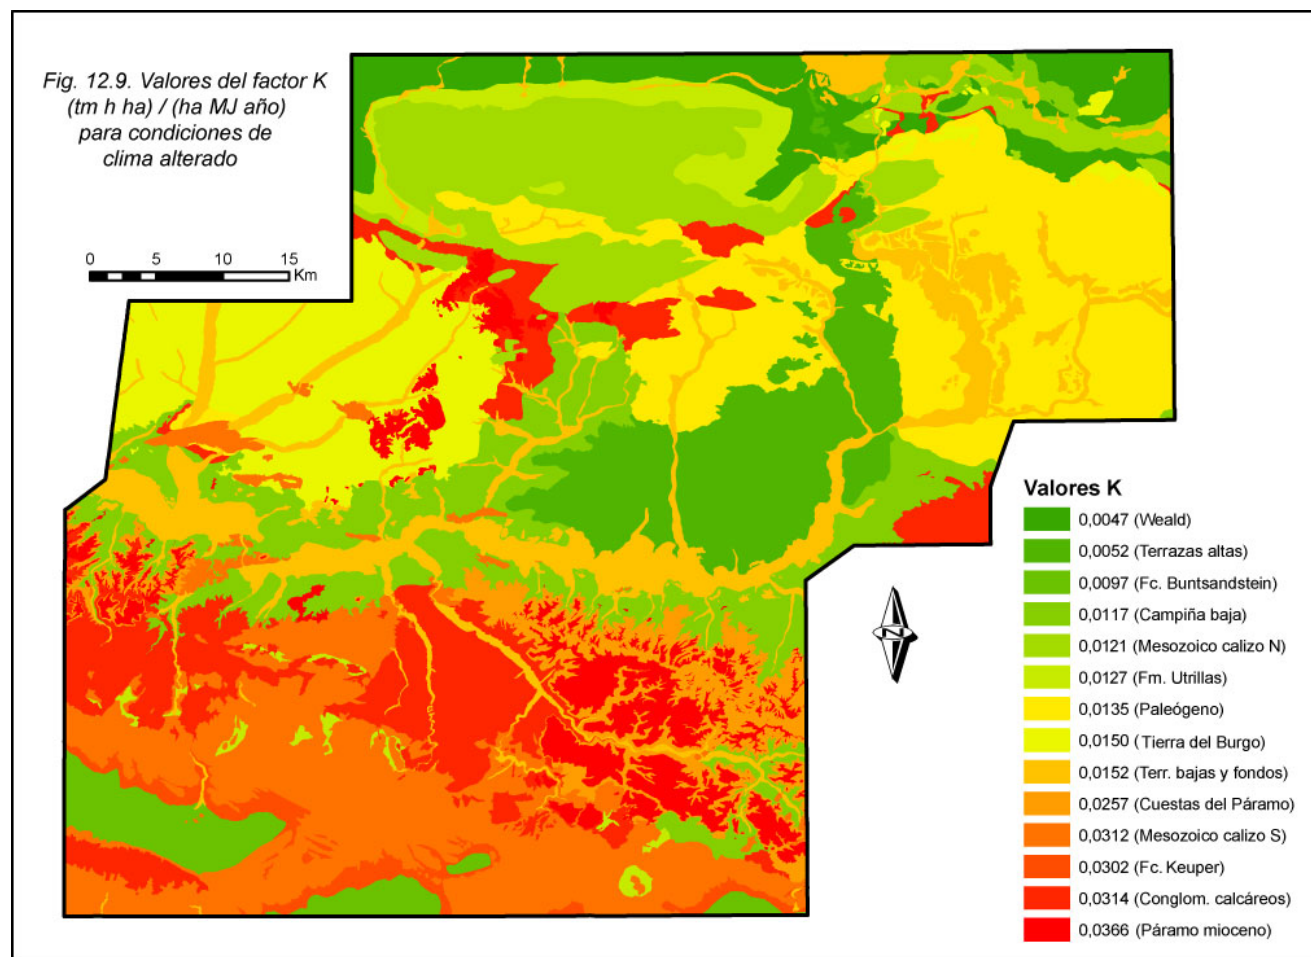 Fig. 12.9. Valores del factor K
(tm h ha) / (ha MJ año)
para condiciones de
clima alterado
0 5 10 15
Km
Valores K
0,0047 (Weald)
0,0052 (Terrazas altas)
0,0097 (Fc. Buntsandstein)
0,0117 (Campiña baja)
0,0121 (Mesozoico calizo N)
0,0127 (Fm. Utrillas)
0,0135 (Paleógeno)
0,0150 (Tierra del Burgo)
0,0152 (Terr. bajas y fondos)
0,0257 (Cuestas del Páramo)
0,0312 (Mesozoico calizo S)
0,0302 (Fc. Keuper)
0,0314 (Conglom. calcáreos)
0,0366 (Páramo mioceno)
N